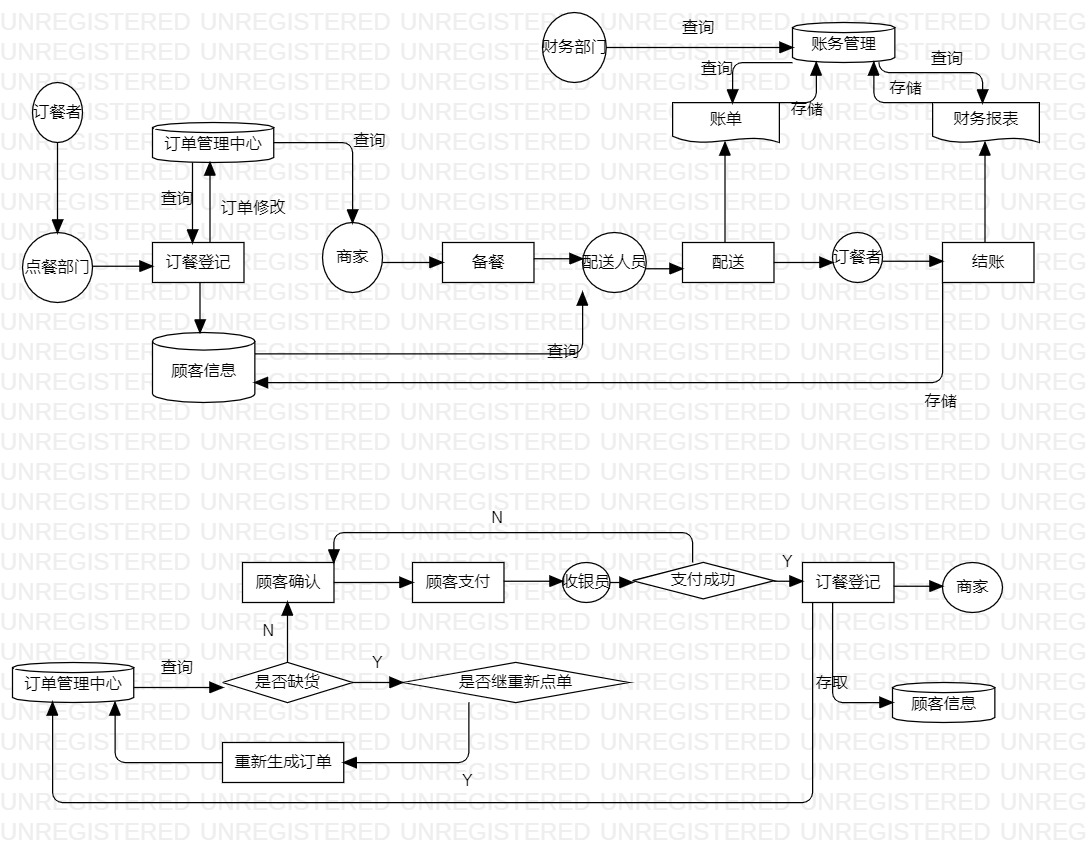 查询
财务部门
账务管理
查询
查询
存储
存储
账单
财务报表
订餐者
订单管理中心
查询
查询
订单修改
点餐部门
订餐登记
商家
备餐
配送人员
配送
订餐者
结账
查询
顾客信息
存储
N
顾客确认
顾客支付
收银员
支付成功
Y
订餐登记
商家
N
查询
Y
订单管理中心
是否缺货
是否继重新点单
存取
顾客信息
重新生成订单
Y
UNREGISTERED